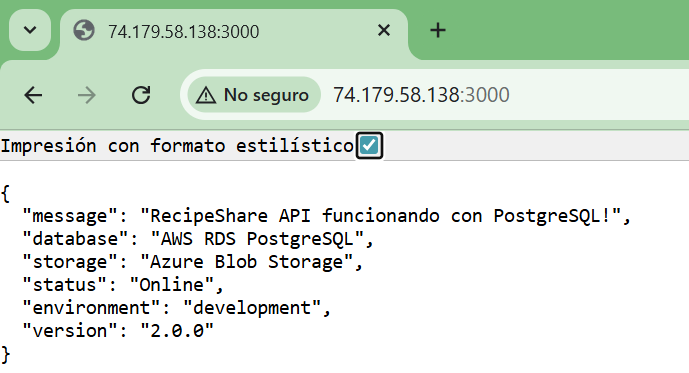 74.179.58.138:3000
No seguro
74.179.58.138:3000
Impresión con formato estilístico
{
"message": "RecipeShare API funcionando con PostgreSQL!",
"database": "AWS RDS PostgreSQL",
"storage": "Azure Blob Storage",
"status": "Online",
"environment": "development",
"version": "2.0.0"
}